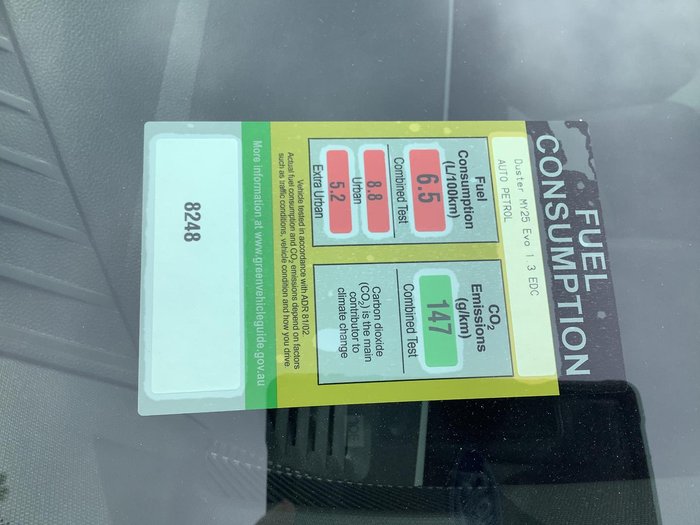 FUEL
CONSUMPTION
Duster MY25 Evo 1 3 EDC
AUTO PETROL
Fuel
Consumption
(L/100km)
Combined Test
6.5
Urban
8.8
Extra Urban
5.2
CO₂
Emissions
(g/km)
Combined Test
147
Carbon dioxide
(CO₂) is the main
contributor to
climate change
Vehicle tested in accordance with ADR 81/02
Actual fuel consumption and CO₂ emissions depend on factors
such as traffic conditions, vehicle condition and how you drive
More information at www.greenvehicleguide.gov.au
8248